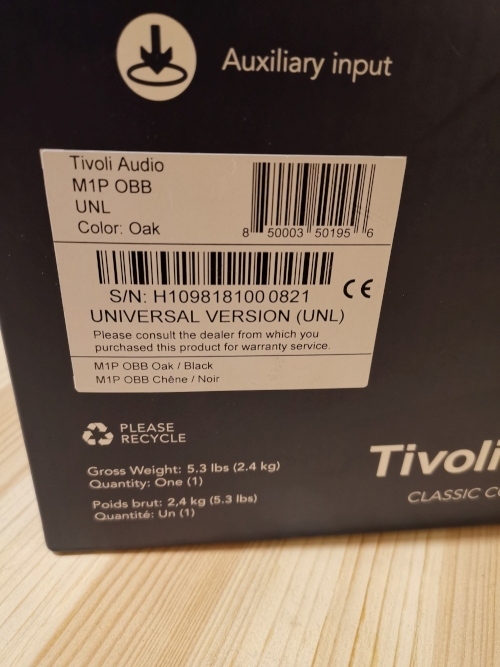 Auxiliary input
Tivoli Audio
M1P OBB
UNL
Color: Oak
8 50003 50195 6
S/N: H109818100 0821
CE
UNIVERSAL VERSION (UNL)
Please consult the dealer from which you
purchased this product for warranty service.
M1P OBB Oak / Black
M1P OBB Chêne / Noir
PLEASE
RECYCLE
Gross Weight: 5.3 lbs (2.4 kg)
Quantity: One (1)
Poids brut: 2,4 kg (5.3 lbs)
Quantité: Un (1)
Tivoli
CLASSIC CO